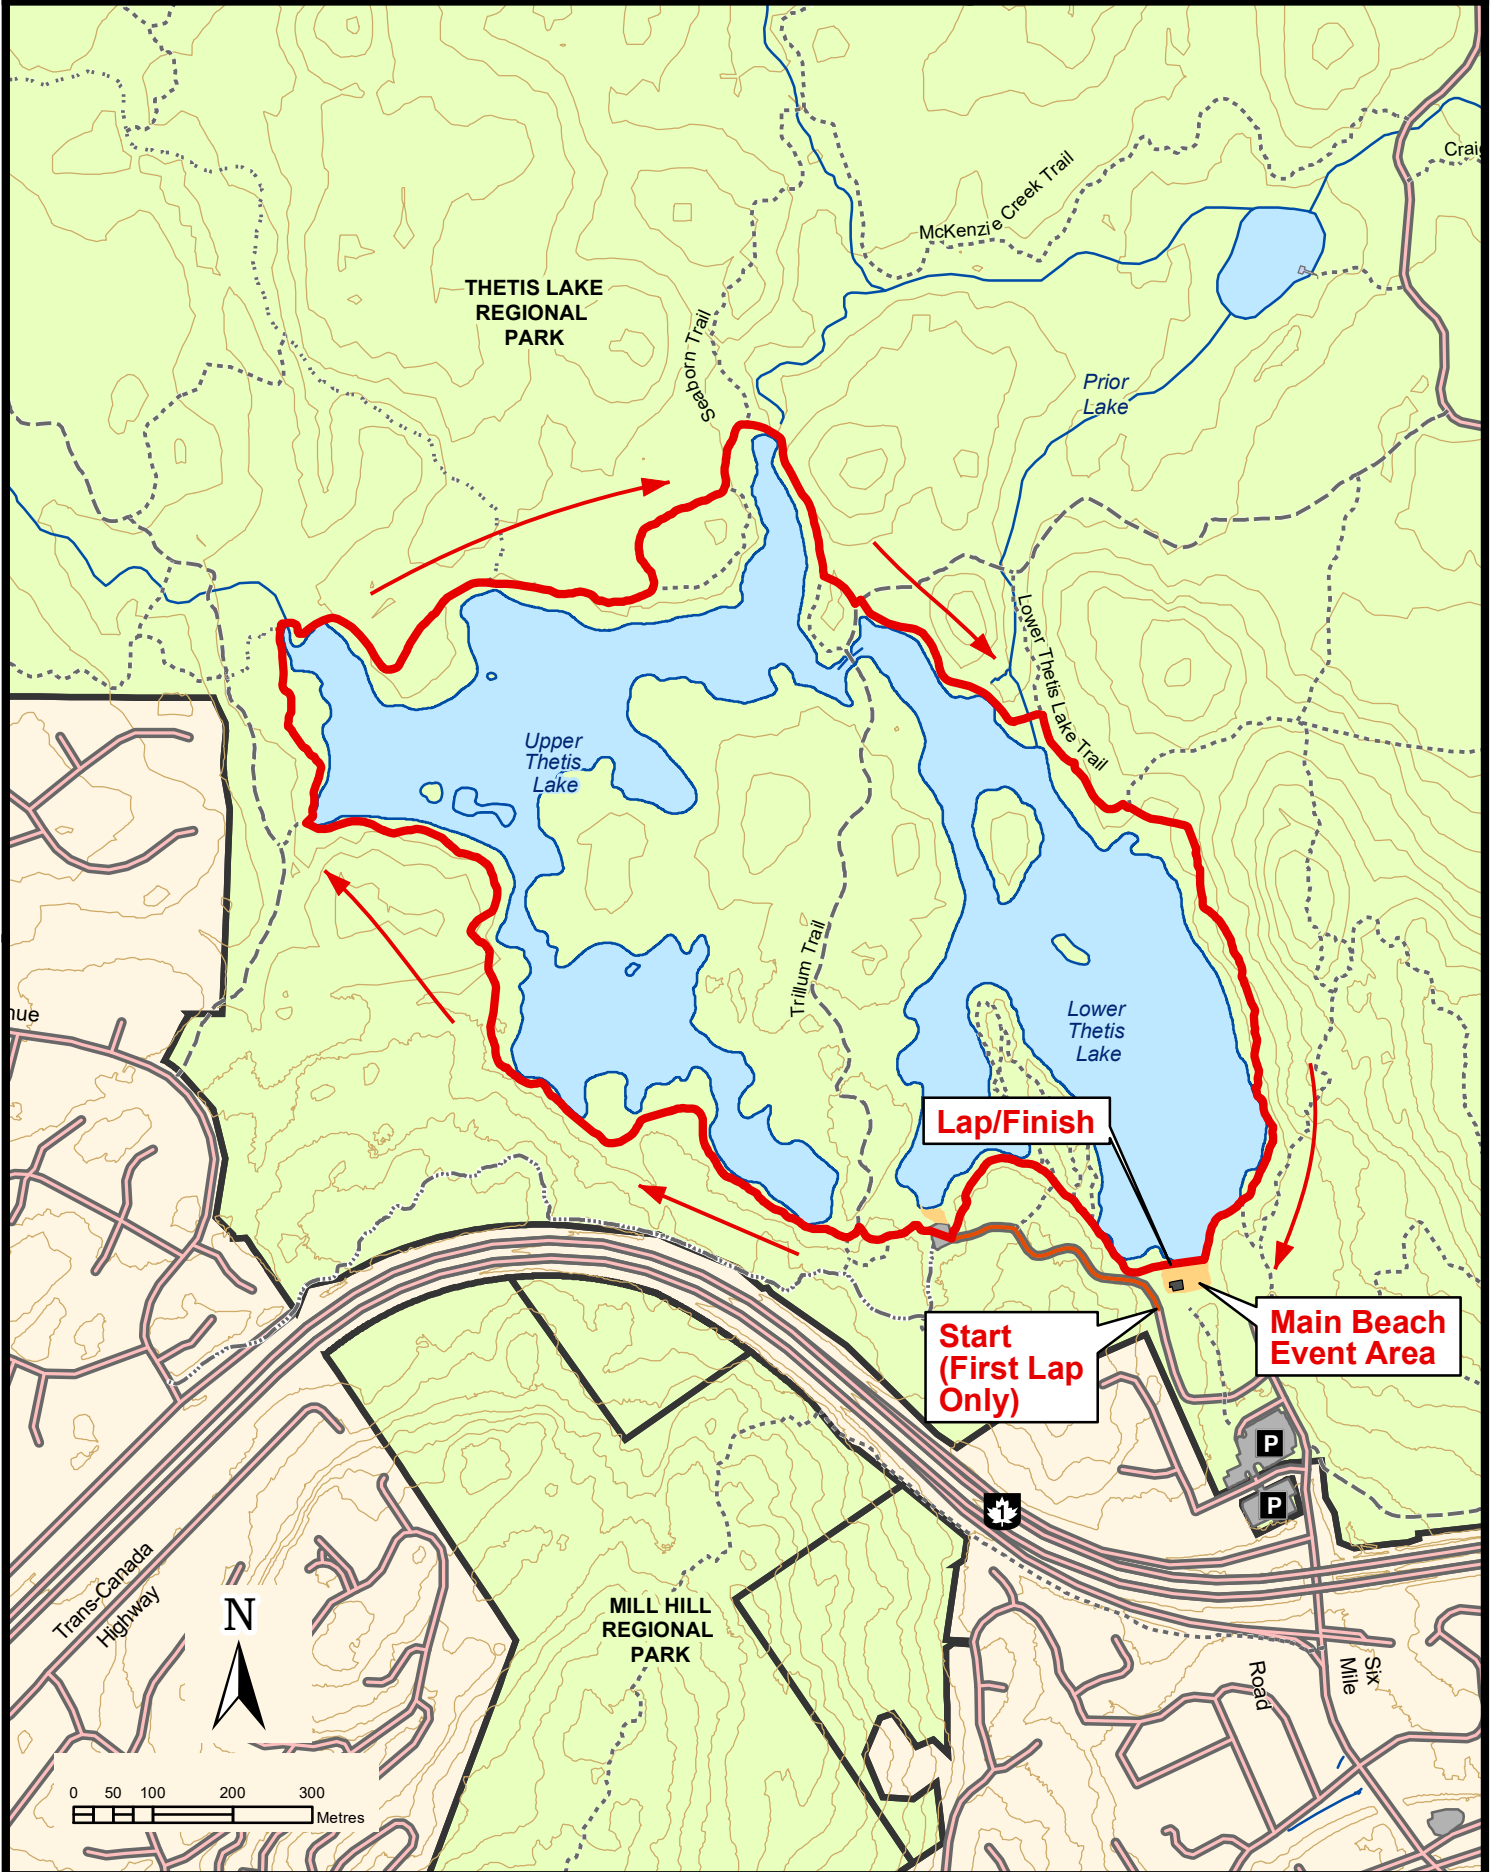 Craig
McKenzie Creek Trail
THETIS LAKE
REGIONAL
PARK
Seaborn Trail
Prior
Lake
Lower Thetis Lake Trail
Upper
Thetis
Lake
Trillum Trail
nue
Lower
Thetis
Lake
Lap/Finish
Start
(First Lap
Only)
Main Beach
Event Area
P
P
1
Trans-Canada
Highway
N
MILL HILL
REGIONAL
PARK
Six
Mile
Road
0 50 100 200 300
Metres